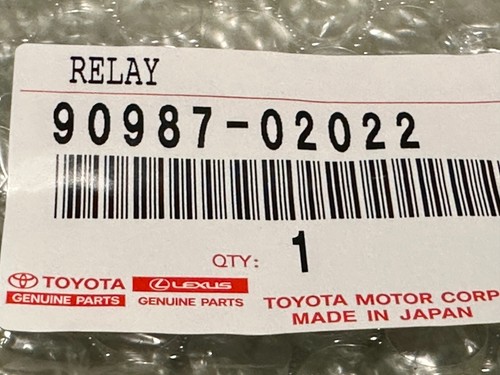 RELAY
90987-02022
QTY: 1
TOYOTA LEXUS
GENUINE PARTS GENUINE PARTS
TOYOTA MOTOR CORP
MADE IN JAPAN